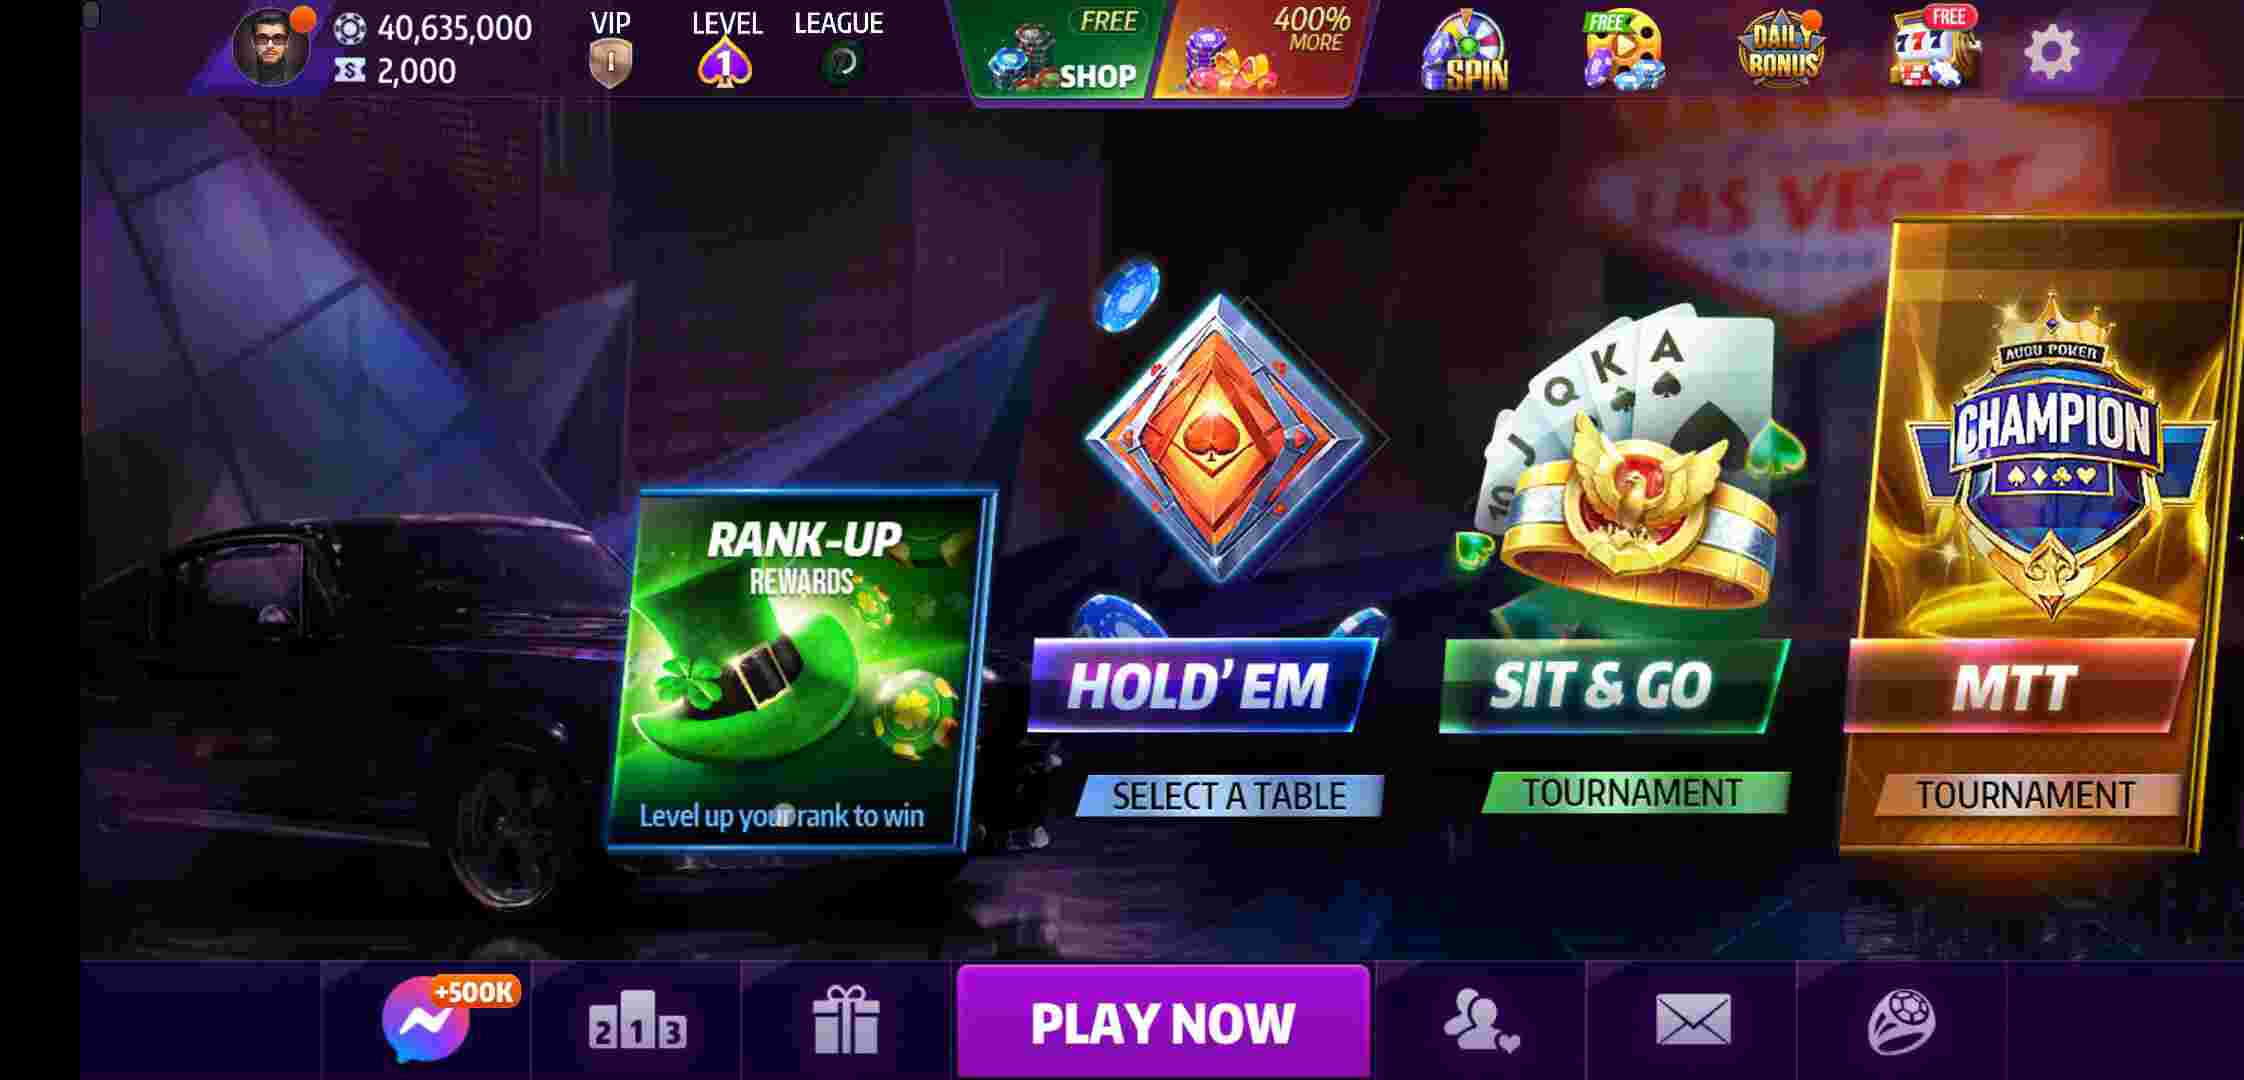 40,635,000
2,000
VIP
LEVEL
1
LEAGUE
FREE
SHOP
400%
MORE
SPIN
FREE
DAILY
BONUS
FREE
777
LAS VEGAS
RANK-UP
REWARDS
Level up your rank to win
HOLD'EM
SELECT A TABLE
10 J Q K A
SIT & GO
TOURNAMENT
CHAMPION
MTT
TOURNAMENT
+500K
2 1 3
PLAY NOW